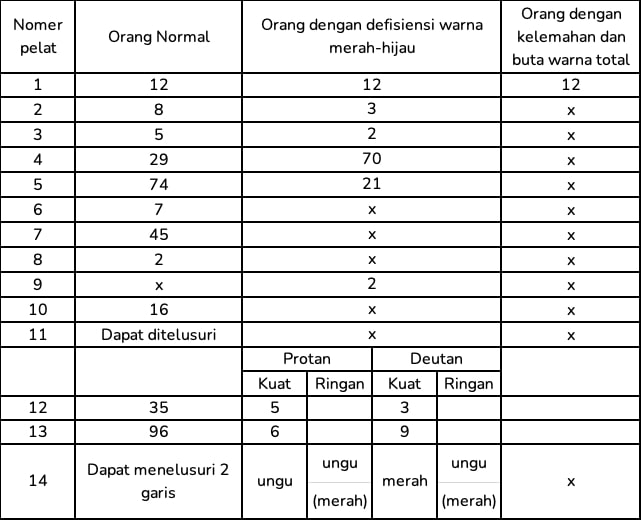 Nomer pelat | Orang Normal | Orang dengan defisiensi warna merah-hijau | Orang dengan kelemahan dan buta warna total
1 | 12 | 12 | 12
2 | 8 | 3 | x
3 | 5 | 2 | x
4 | 29 | 70 | x
5 | 74 | 21 | x
6 | 7 | x | x
7 | 45 | x | x
8 | 2 | x | x
9 | x | 2 | x
10 | 16 | x | x
11 | Dapat ditelusuri | x | x
Protan | Deutan
Kuat | Ringan | Kuat | Ringan
12 | 35 | 5 | | 3
13 | 96 | 6 | | 9
14 | Dapat menelusuri 2 garis | ungu | ungu (merah) | merah | ungu (merah) | x